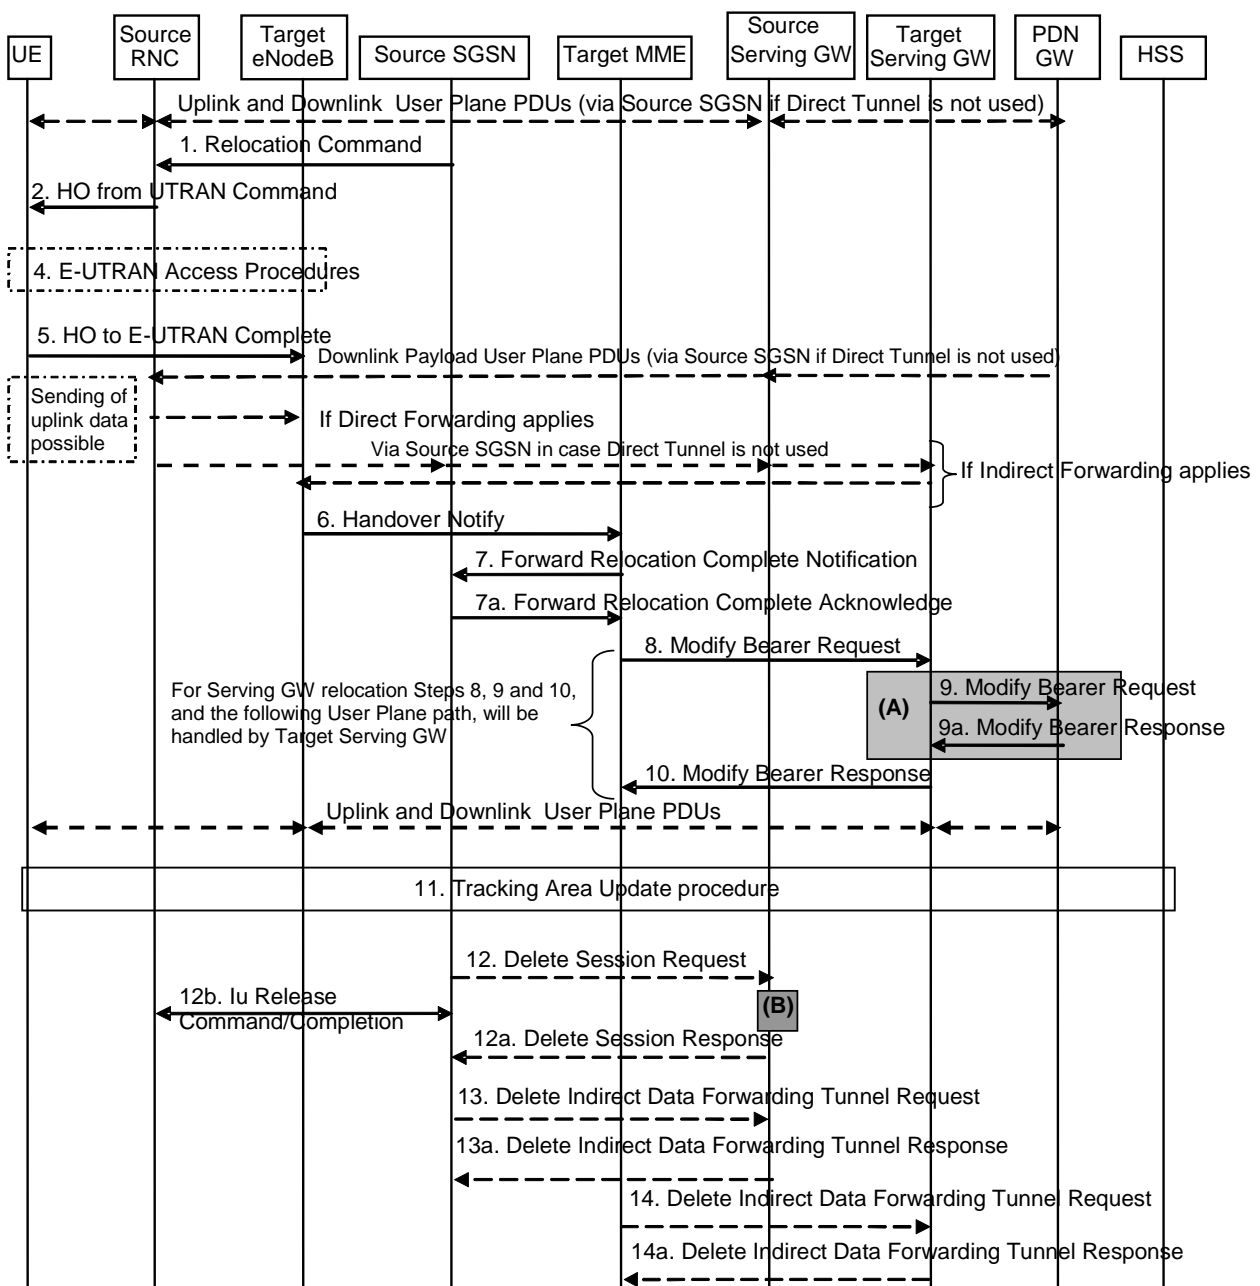 UE
Source
RNC
Target
eNodeB
Source SGSN
Target MME
Source
Serving GW
Target
Serving GW
PDN
GW
HSS
Uplink and Downlink User Plane PDUs (via Source SGSN if Direct Tunnel is not used)
1. Relocation Command
2. HO from UTRAN Command
4. E-UTRAN Access Procedures
5. HO to E-UTRAN Complete
Downlink Payload User Plane PDUs (via Source SGSN if Direct Tunnel is not used)
Sending of
uplink data
possible
If Direct Forwarding applies
Via Source SGSN in case Direct Tunnel is not used
If Indirect Forwarding applies
6. Handover Notify
7. Forward Relocation Complete Notification
7a. Forward Relocation Complete Acknowledge
8. Modify Bearer Request
For Serving GW relocation Steps 8, 9 and 10,
and the following User Plane path, will be
handled by Target Serving GW
(A)
9. Modify Bearer Request
9a. Modify Bearer Response
10. Modify Bearer Response
Uplink and Downlink User Plane PDUs
11. Tracking Area Update procedure
12. Delete Session Request
12b. Iu Release
Command/Completion
(B)
12a. Delete Session Response
13. Delete Indirect Data Forwarding Tunnel Request
13a. Delete Indirect Data Forwarding Tunnel Response
14. Delete Indirect Data Forwarding Tunnel Request
14a. Delete Indirect Data Forwarding Tunnel Response